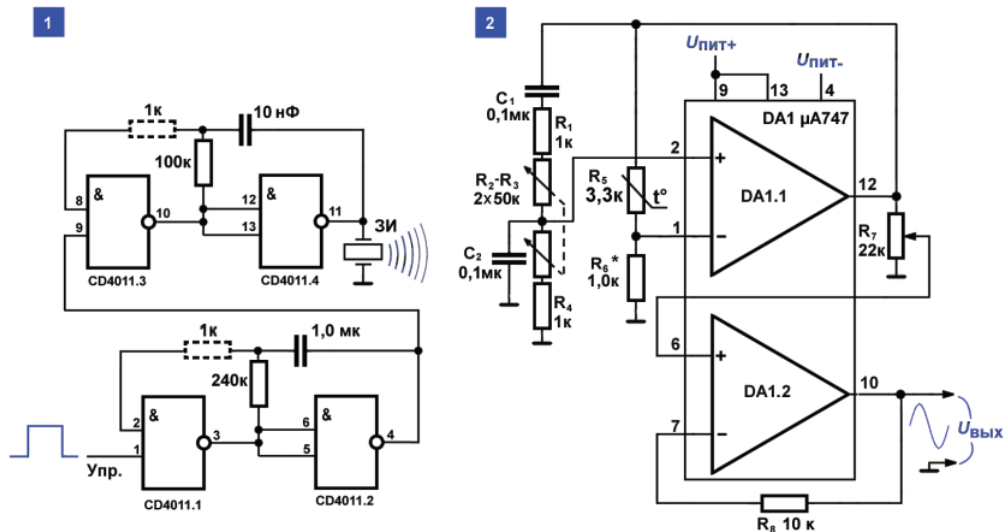 1
1к
10 нФ
100к
&
&
8
9
10
12
13
11
ЗИ
CD4011.3
CD4011.4
1к
1,0 мк
240к
&
&
2
1
3
6
5
4
Упр.
CD4011.1
CD4011.2
2
Uпит+
Uпит-
9
13
4
DA1 µA747
C1
0,1мк
R1
1к
R2-R3
2×50к
C2
0,1мк
R4
1к
R5
3,3к
t°
R6*
1,0к
2
+
DA1.1
12
1
−
R7
22к
6
+
DA1.2
10
7
−
Uвых
R8 10 к